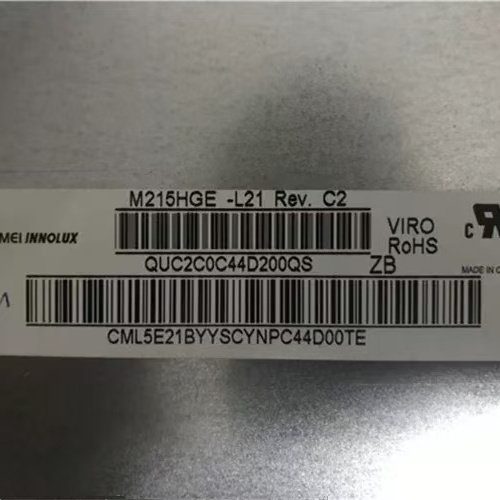 M215HGE -L21 Rev. C2
MEI INNOLUX
VIRO
RoHS
QUC2C0C44D200QS
ZB
MADE IN C
CML5E21BYYSCYNPC44D00TE